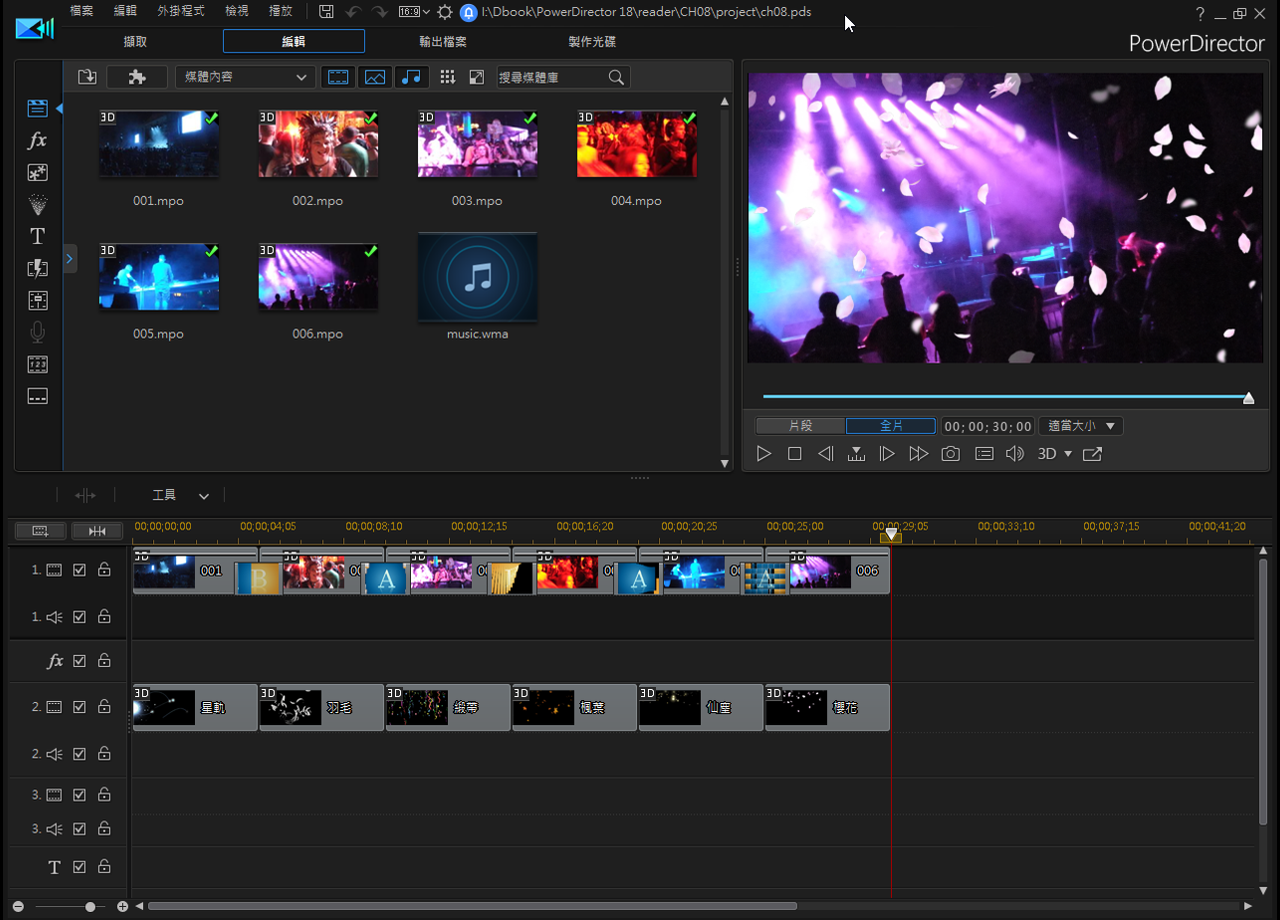 檔案 編輯 外掛程式 檢視 播放 16:9 I:\Dbook\PowerDirector 18\reader\CH08\project\ch08.pds ?
擷取 編輯 輸出檔案 製作光碟 PowerDirector
媒體內容 搜尋媒體庫
3D 3D 3D 3D
001.mpo 002.mpo 003.mpo 004.mpo
3D 3D
005.mpo 006.mpo music.wma
fx
T
片段 全片 00; 00; 30; 00 適當大小
3D
工具
00;00;00;00 00;00;04;05 00;00;08;10 00;00;12;15 00;00;16;20 00;00;20;25 00;00;25;00 00;00;29;05 00;00;33;10 00;00;37;15 00;00;41;20
3D 3D 3D 3D 3D 3D
1. 001 B A A A 006
1.
fx
3D 3D 3D 3D 3D 3D
2. 星軌 羽毛 緞帶 楓葉 仙塵 櫻花
2.
3.
3.
T